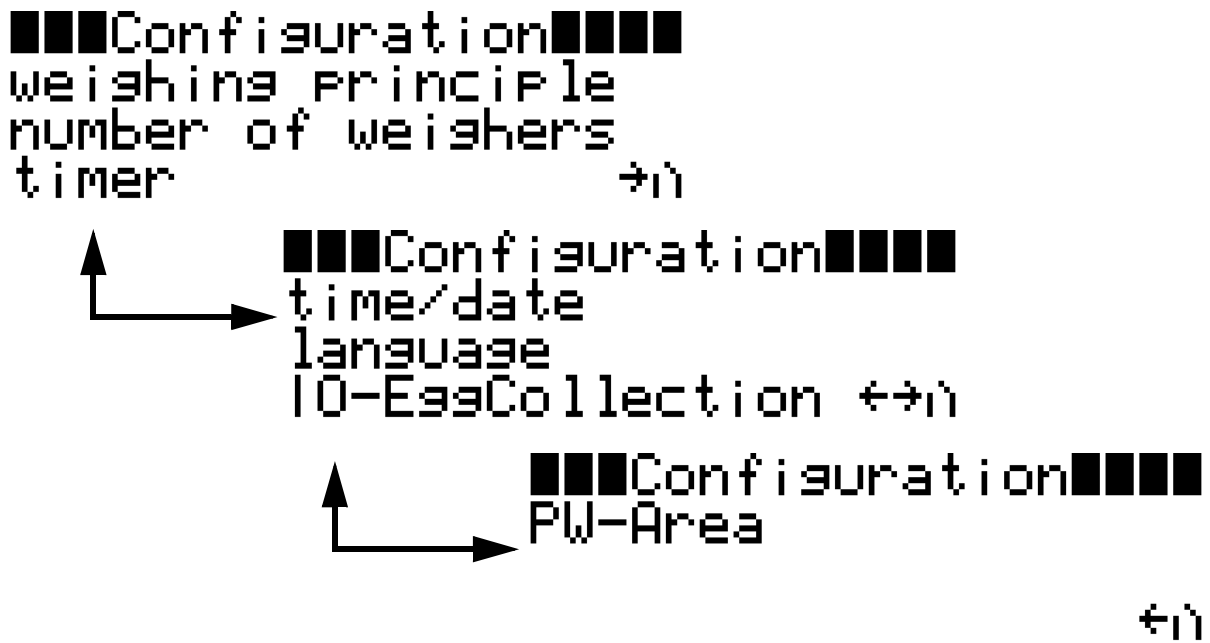 Configuration
weighing principle
number of weighers
timer →
Configuration
time/date
language
IO-EggCollection ←→
Configuration
PW-Area
←